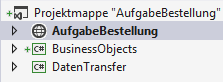 Projektmappe "AufgabeBestellung"
AufgabeBestellung
C# BusinessObjects
C# DatenTransfer